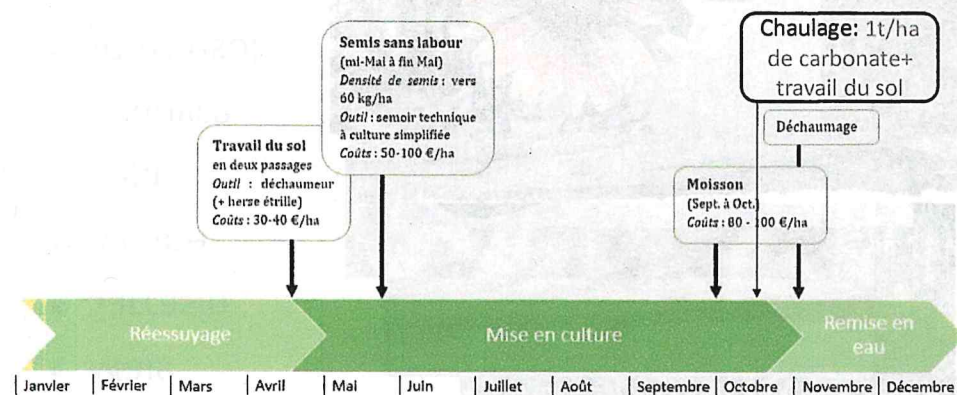 Chaulage: 1t/ha
de carbonate+
travail du sol
Semis sans labour
(mi-Mai à fin Mai)
Densité de semis : vers
60 kg/ha
Outil : semoir technique
à culture simplifiée
Coûts : 50-100 €/ha
Déchaumage
Travail du sol
en deux passages
Outil : déchaumeur
(+ herse étrille)
Coûts : 30-40 €/ha
Moisson
(Sept. à Oct.)
Coûts : 80 - 100 €/ha
Réessuyage
Mise en culture
Remise en
eau
Janvier Février Mars Avril Mai Juin Juillet Août Septembre Octobre Novembre Décembre